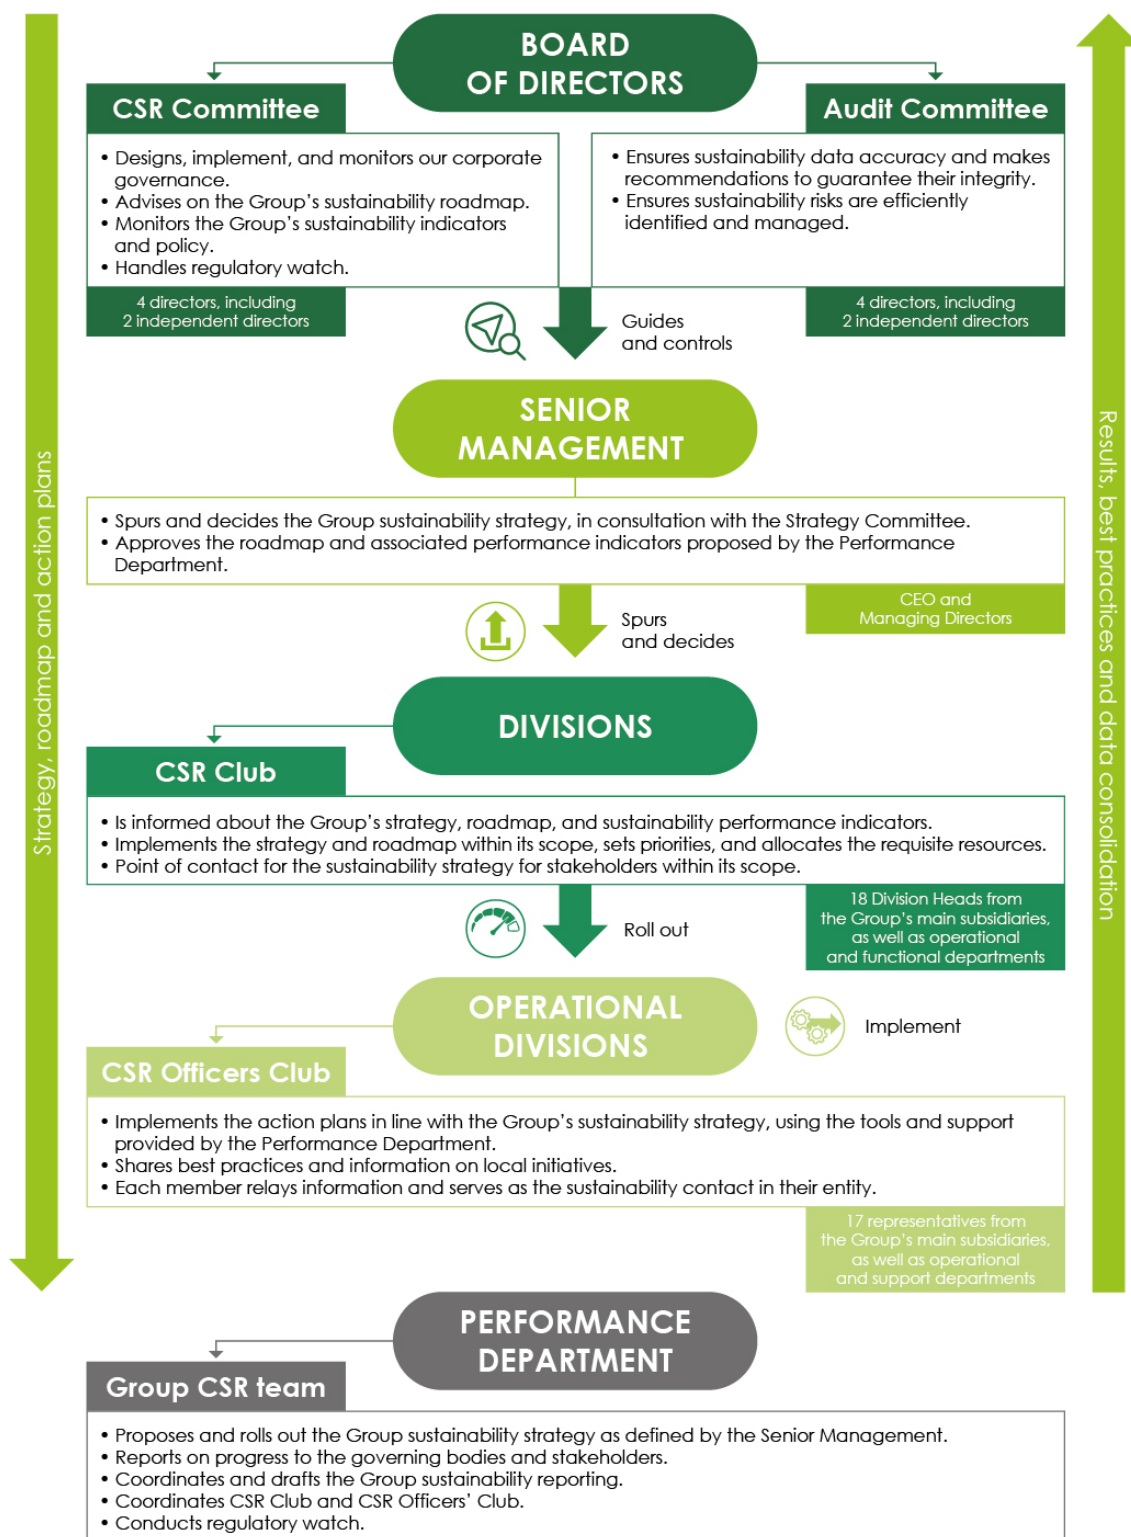 BOARD
OF DIRECTORS
CSR Committee
• Designs, implement, and monitors our corporate
governance.
• Advises on the Group's sustainability roadmap.
• Monitors the Group's sustainability indicators
and policy.
• Handles regulatory watch.
4 directors, including
2 independent directors
Audit Committee
• Ensures sustainability data accuracy and makes
recommendations to guarantee their integrity.
• Ensures sustainability risks are efficiently
identified and managed.
4 directors, including
2 independent directors
Guides
and controls
SENIOR
MANAGEMENT
• Spurs and decides the Group sustainability strategy, in consultation with the Strategy Committee.
• Approves the roadmap and associated performance indicators proposed by the Performance
Department.
CEO and
Managing Directors
Spurs
and decides
DIVISIONS
CSR Club
• Is informed about the Group's strategy, roadmap, and sustainability performance indicators.
• Implements the strategy and roadmap within its scope, sets priorities, and allocates the requisite resources.
• Point of contact for the sustainability strategy for stakeholders within its scope.
18 Division Heads from
the Group's main subsidiaries,
as well as operational
and functional departments
Roll out
OPERATIONAL
DIVISIONS
Implement
CSR Officers Club
• Implements the action plans in line with the Group's sustainability strategy, using the tools and support
provided by the Performance Department.
• Shares best practices and information on local initiatives.
• Each member relays information and serves as the sustainability contact in their entity.
17 representatives from
the Group's main subsidiaries,
as well as operational
and support departments
PERFORMANCE
DEPARTMENT
Group CSR team
• Proposes and rolls out the Group sustainability strategy as defined by the Senior Management.
• Reports on progress to the governing bodies and stakeholders.
• Coordinates and drafts the Group sustainability reporting.
• Coordinates CSR Club and CSR Officers' Club.
• Conducts regulatory watch.
Strategy, roadmap and action plans
Results, best practices and data consolidation